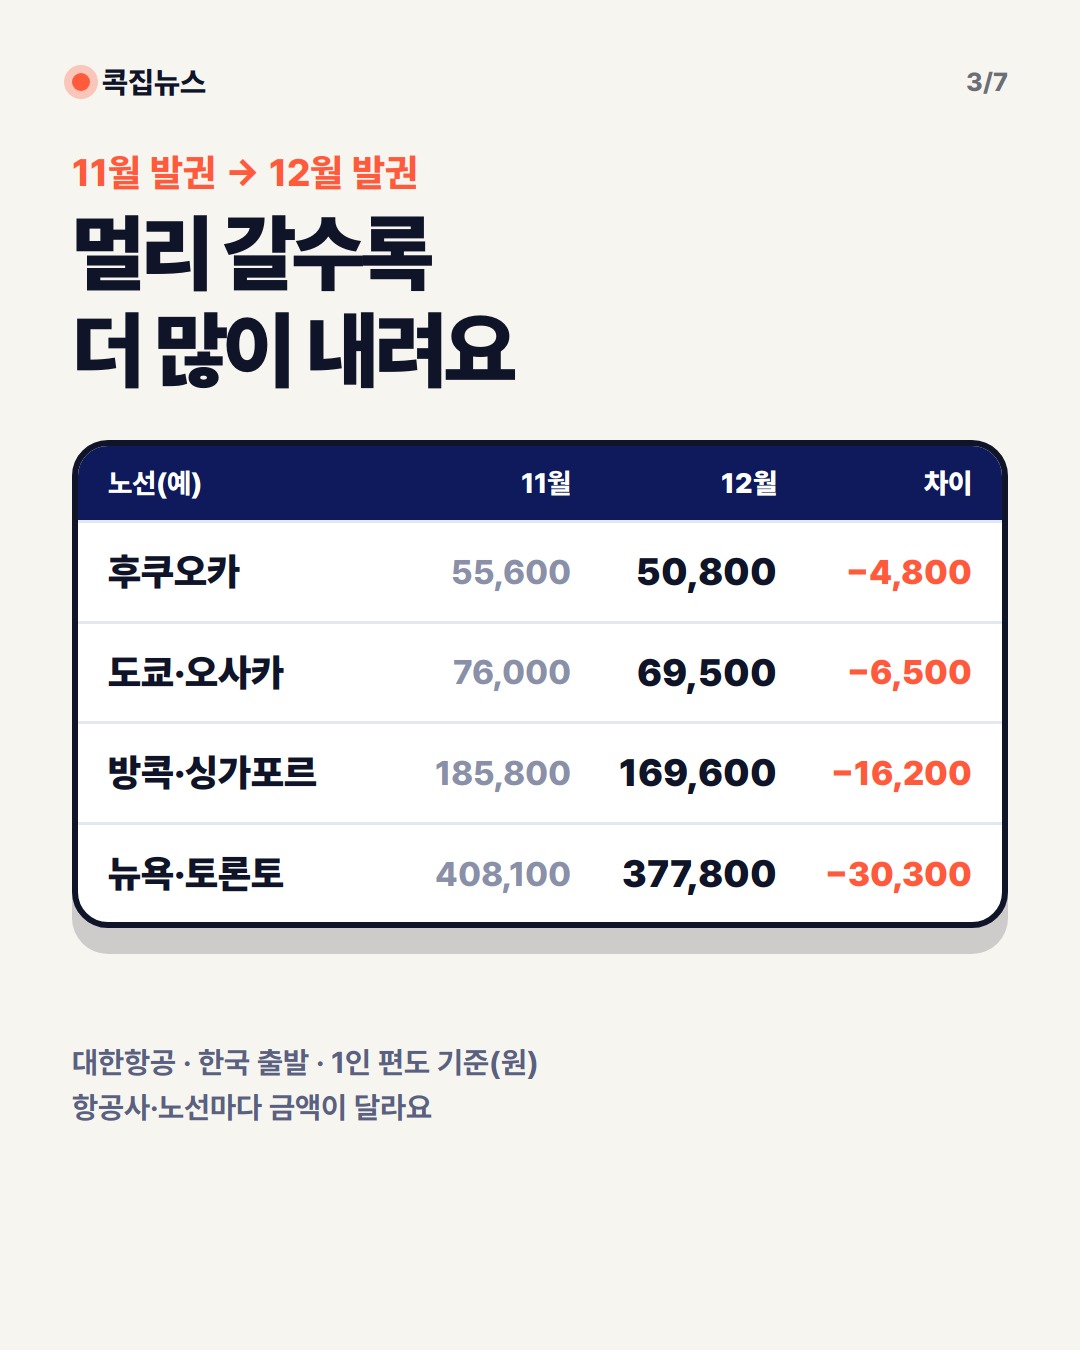 콕집뉴스
3/7
11월 발권 → 12월 발권
멀리 갈수록
더 많이 내려요
노선(예) 11월 12월 차이
후쿠오카 55,600 50,800 −4,800
도쿄·오사카 76,000 69,500 −6,500
방콕·싱가포르 185,800 169,600 −16,200
뉴욕·토론토 408,100 377,800 −30,300
대한항공 · 한국 출발 · 1인 편도 기준(원)
항공사·노선마다 금액이 달라요